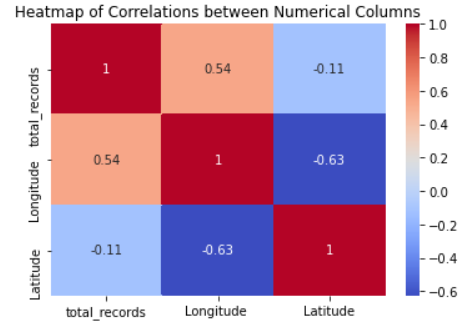 Heatmap of Correlations between Numerical Columns
total_records
1
0.54
-0.11
Longitude
0.54
1
-0.63
Latitude
-0.11
-0.63
1
total_records
Longitude
Latitude
1.0
0.8
0.6
0.4
0.2
0.0
−0.2
−0.4
−0.6